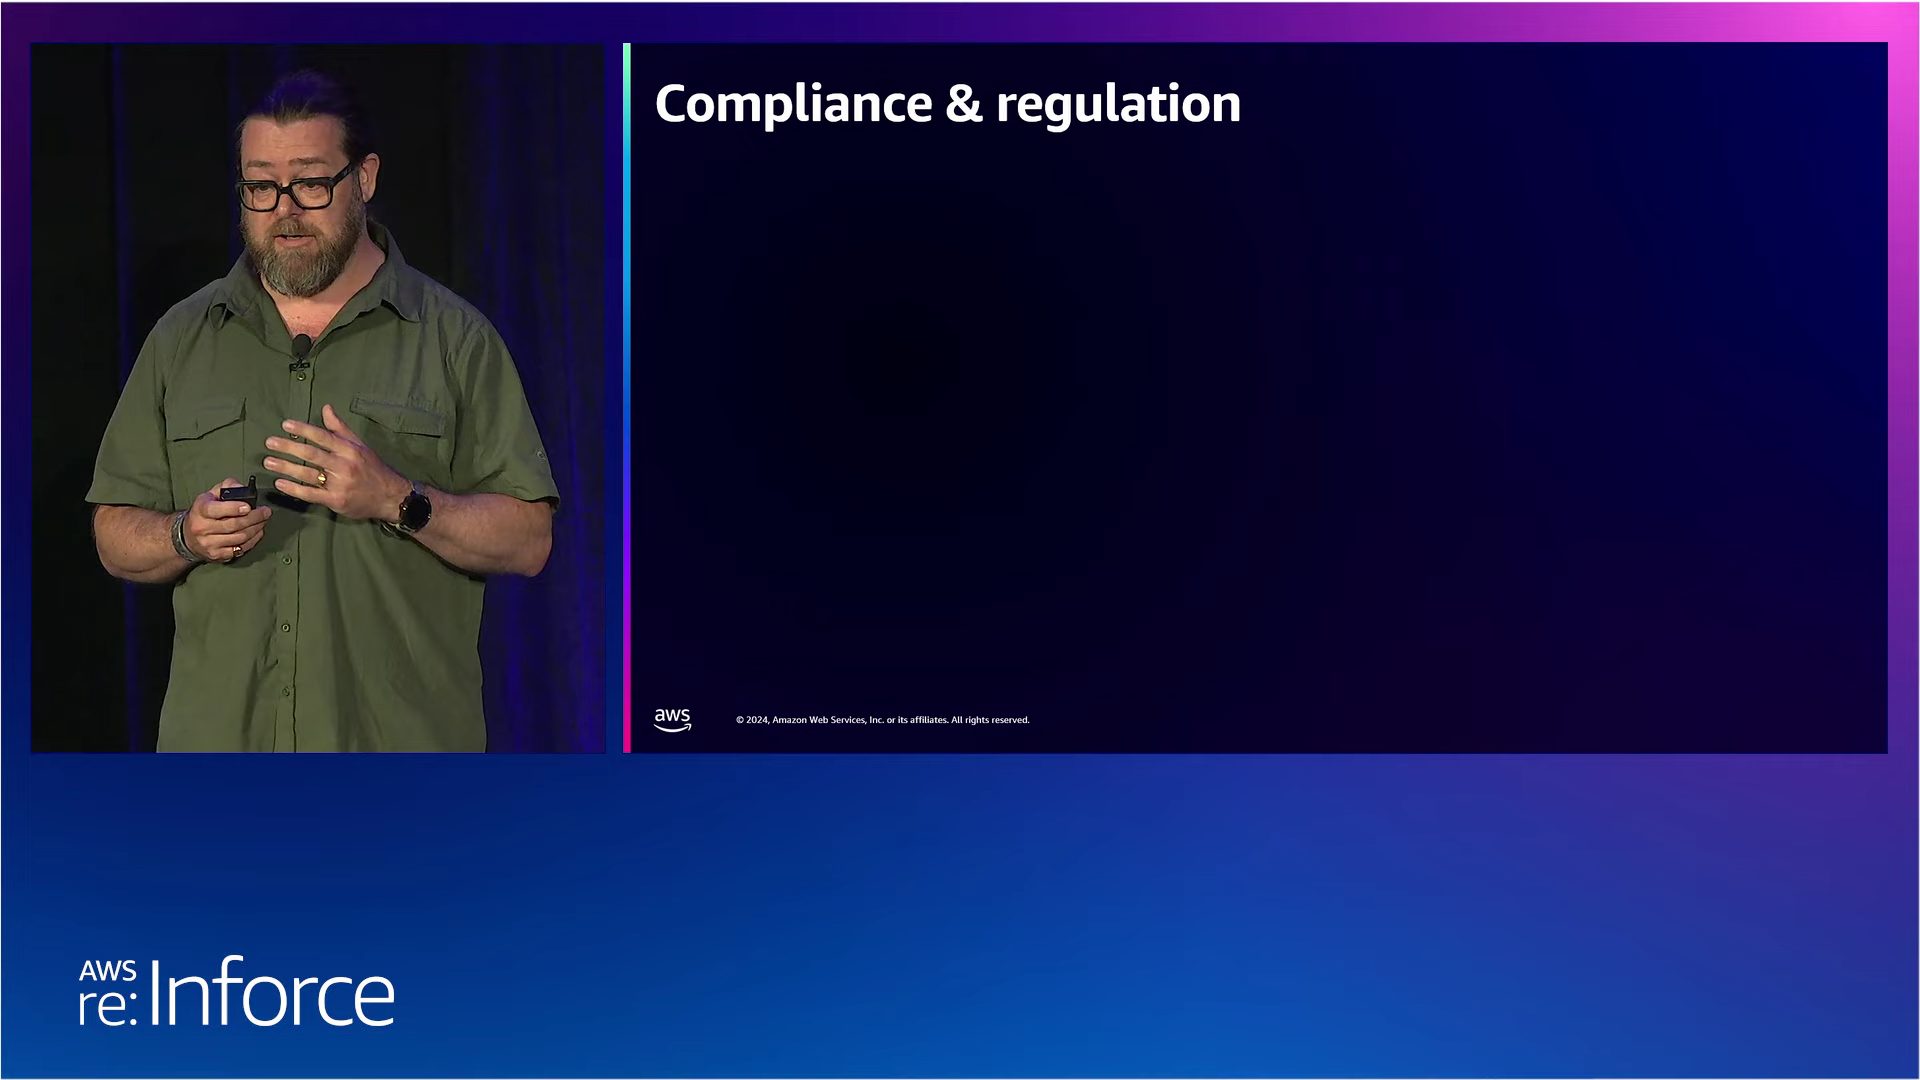 Compliance & regulation
aws
© 2024, Amazon Web Services, Inc. or its affiliates. All rights reserved.
AWS
re:Inforce